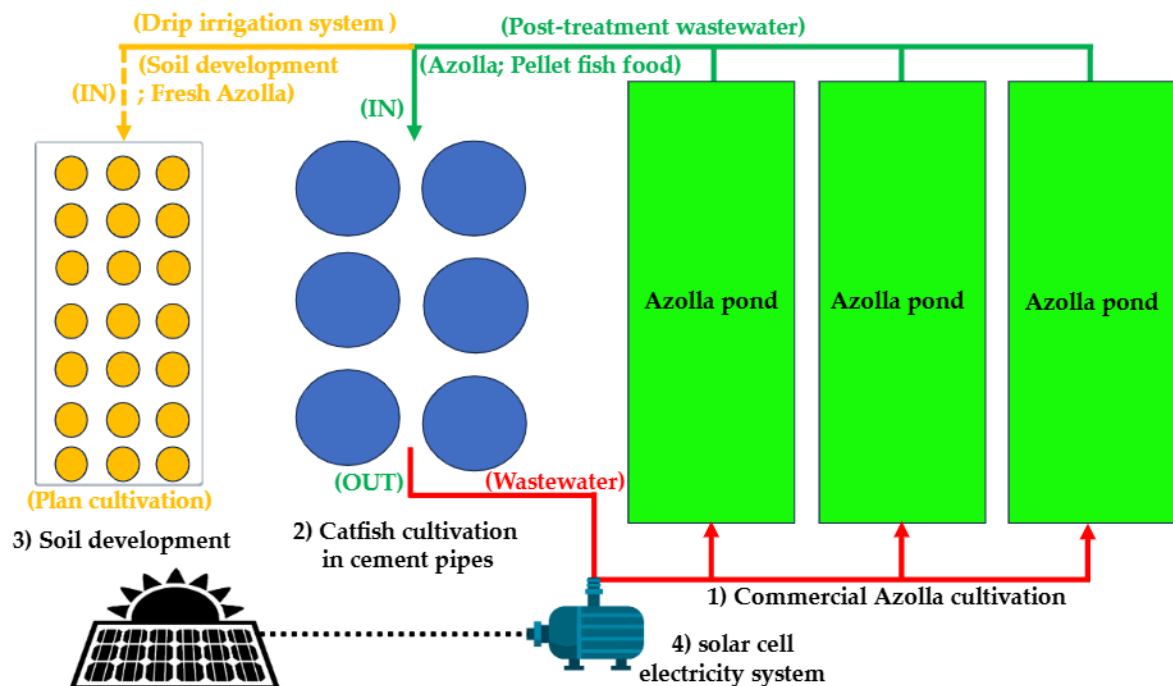 (Drip irrigation system )
(Post-treatment wastewater)
(Soil development
; Fresh Azolla)
(IN)
(Azolla; Pellet fish food)
(IN)
Azolla pond
Azolla pond
Azolla pond
(Plan cultivation)
(OUT)
(Wastewater)
3) Soil development
2) Catfish cultivation
in cement pipes
1) Commercial Azolla cultivation
4) solar cell
electricity system